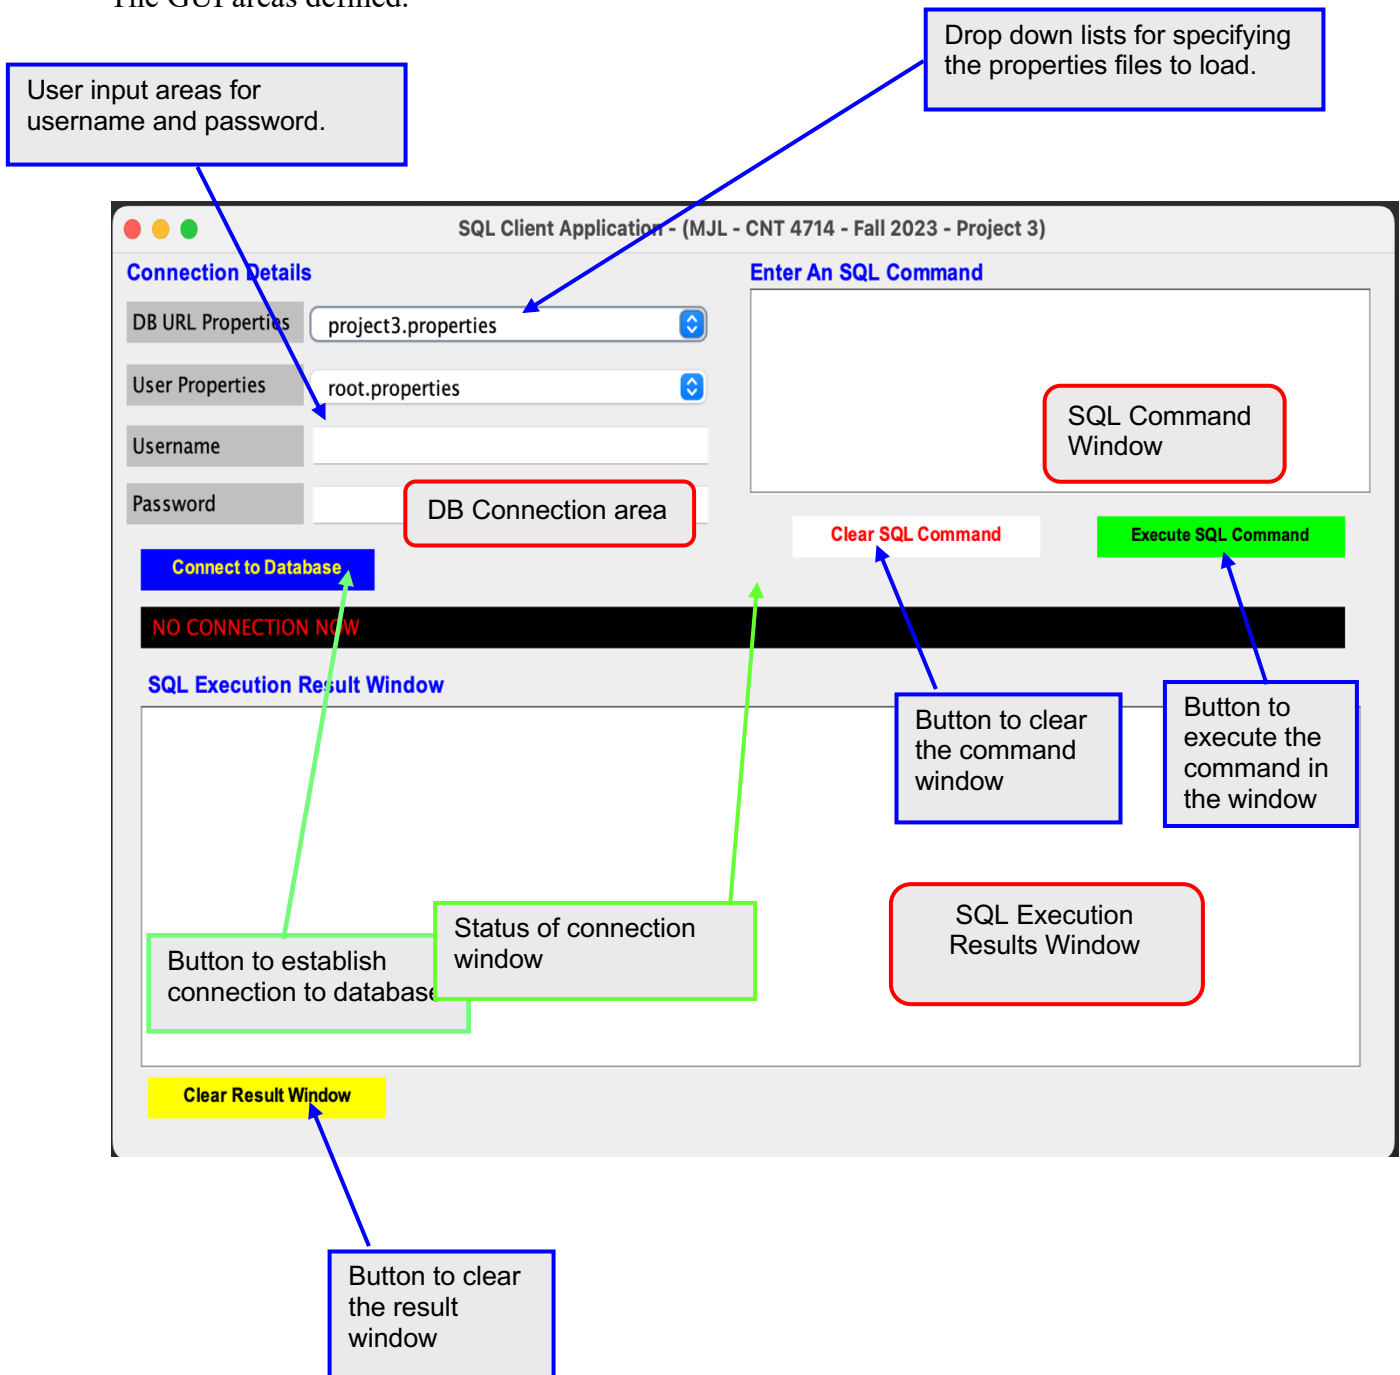 The GUI areas defined.
Drop down lists for specifying
the properties files to load.
User input areas for
username and password.
SQL Client Application - (MJL - CNT 4714 - Fall 2023 - Project 3)
Connection Details
Enter An SQL Command
DB URL Properties
project3.properties
User Properties
root.properties
SQL Command
Window
Username
Password
DB Connection area
Clear SQL Command
Execute SQL Command
Connect to Database
NO CONNECTION NOW
SQL Execution Result Window
Button to clear
the command
window
Button to
execute the
command in
the window
Status of connection
window
SQL Execution
Results Window
Button to establish
connection to database
Clear Result Window
Button to clear
the result
window